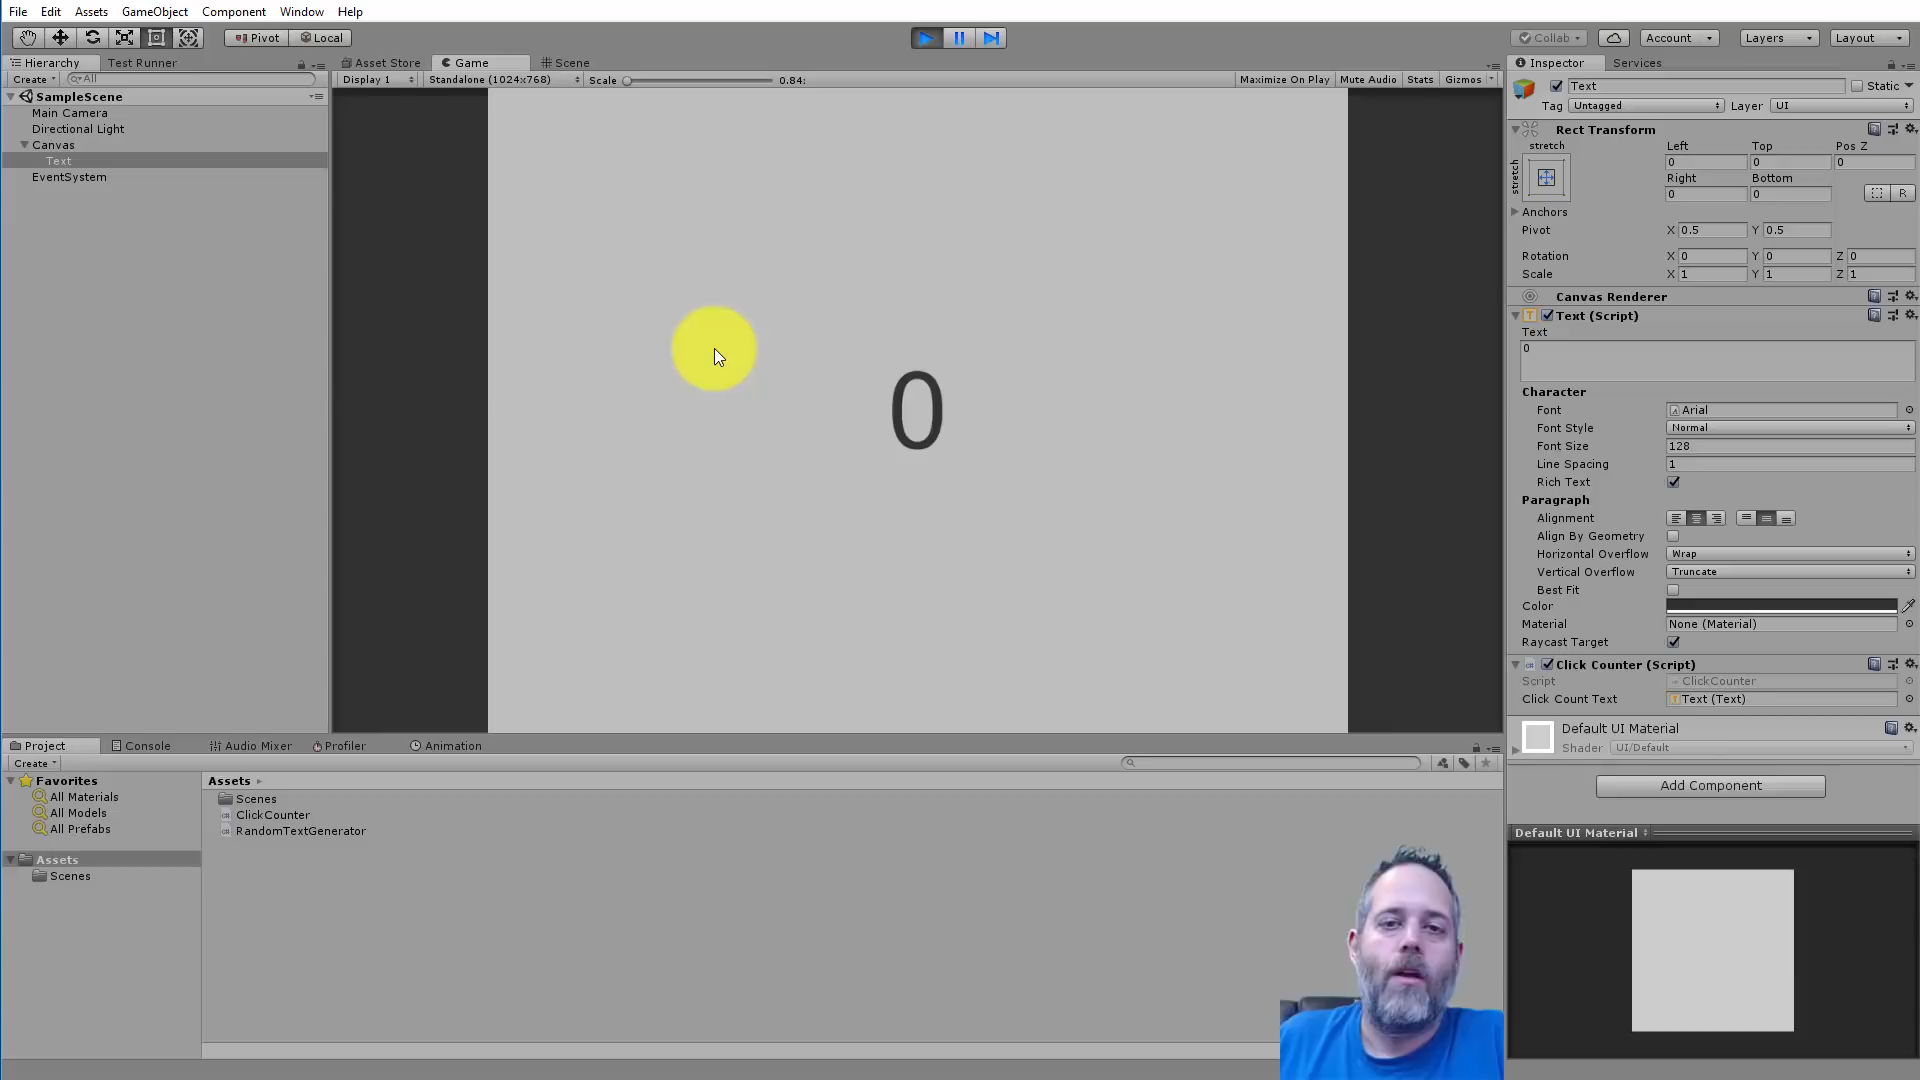 File Edit Assets GameObject Component Window Help
Pivot Local Collab Account Layers Layout
Hierarchy Test Runner
Create All
SampleScene
Main Camera
Directional Light
Canvas
Text
EventSystem
Asset Store Game Scene
Display 1 Standalone (1024x768) Scale 0.84: Maximize On Play Mute Audio Stats Gizmos
0
Inspector Services
Text Static
Tag Untagged Layer UI
Rect Transform
stretch Left Top Pos Z
stretch
0 0 0
Right Bottom
0 0 R
Anchors
Pivot X 0.5 Y 0.5
Rotation X 0 Y 0 Z 0
Scale X 1 Y 1 Z 1
Canvas Renderer
T Text (Script)
Text
0
Character
Font Arial
Font Style Normal
Font Size 128
Line Spacing 1
Rich Text
Paragraph
Alignment
Align By Geometry
Horizontal Overflow Wrap
Vertical Overflow Truncate
Best Fit
Color
Material None (Material)
Raycast Target
Click Counter (Script)
Script ClickCounter
Click Count Text Text (Text)
Default UI Material
Shader UI/Default
Add Component
Default UI Material
Project Console Audio Mixer Profiler Animation
Create
Favorites
All Materials
All Models
All Prefabs
Assets
Scenes
Assets
Scenes
ClickCounter
RandomTextGenerator